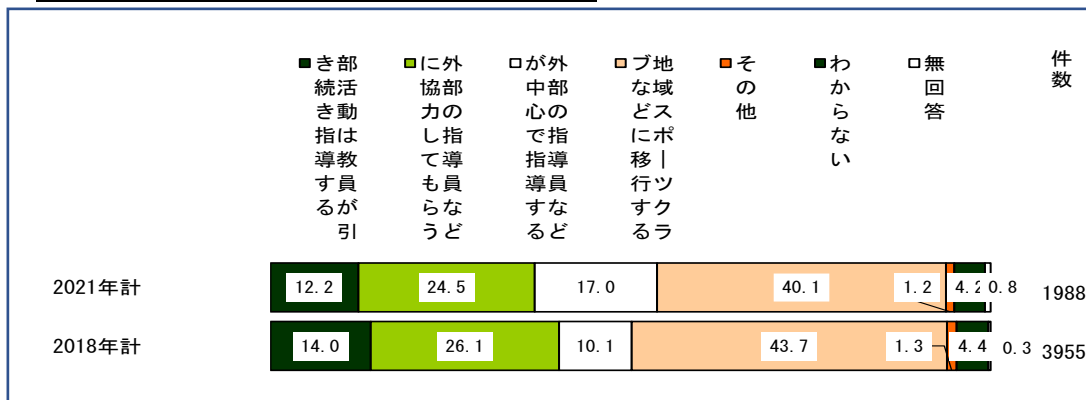 ■部活動は教員が引
き続き指導する
■外部の指導員など
に協力してもらう
□外部の指導員など
が中心で指導する
■地域スポーツクラ
ブなどに移行する
■その他
■わからない
□無回答
件数
2021年計 12.2 24.5 17.0 40.1 1.2 4.2 0.8 1988
2018年計 14.0 26.1 10.1 43.7 1.3 4.4 0.3 3955